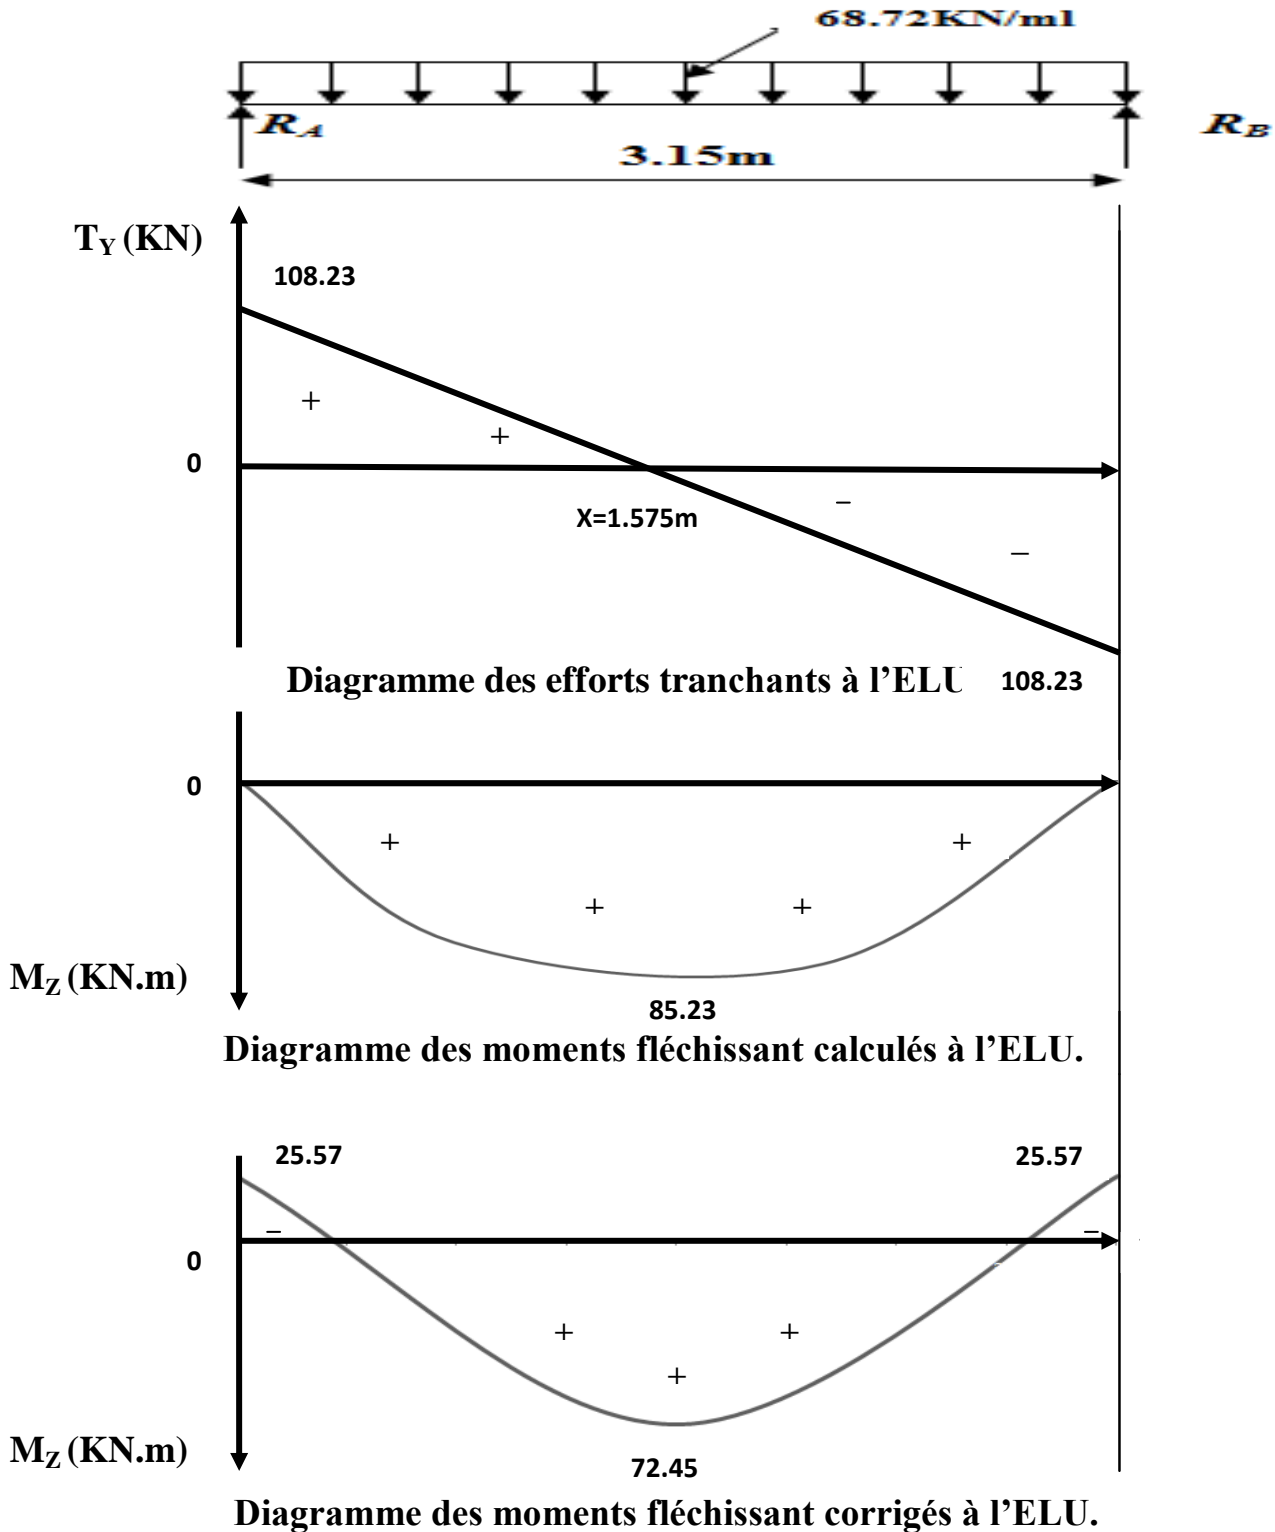 68.72KN/ml
R_A R_B
3.15m
T_Y (KN)
108.23
+
+
0
−
X=1.575m
−
Diagramme des efforts tranchants à l’ELU 108.23
0
+ +
+ +
M_Z (KN.m)
85.23
Diagramme des moments fléchissant calculés à l’ELU.
25.57 25.57
− −
0
+ +
+
M_Z (KN.m)
72.45
Diagramme des moments fléchissant corrigés à l’ELU.